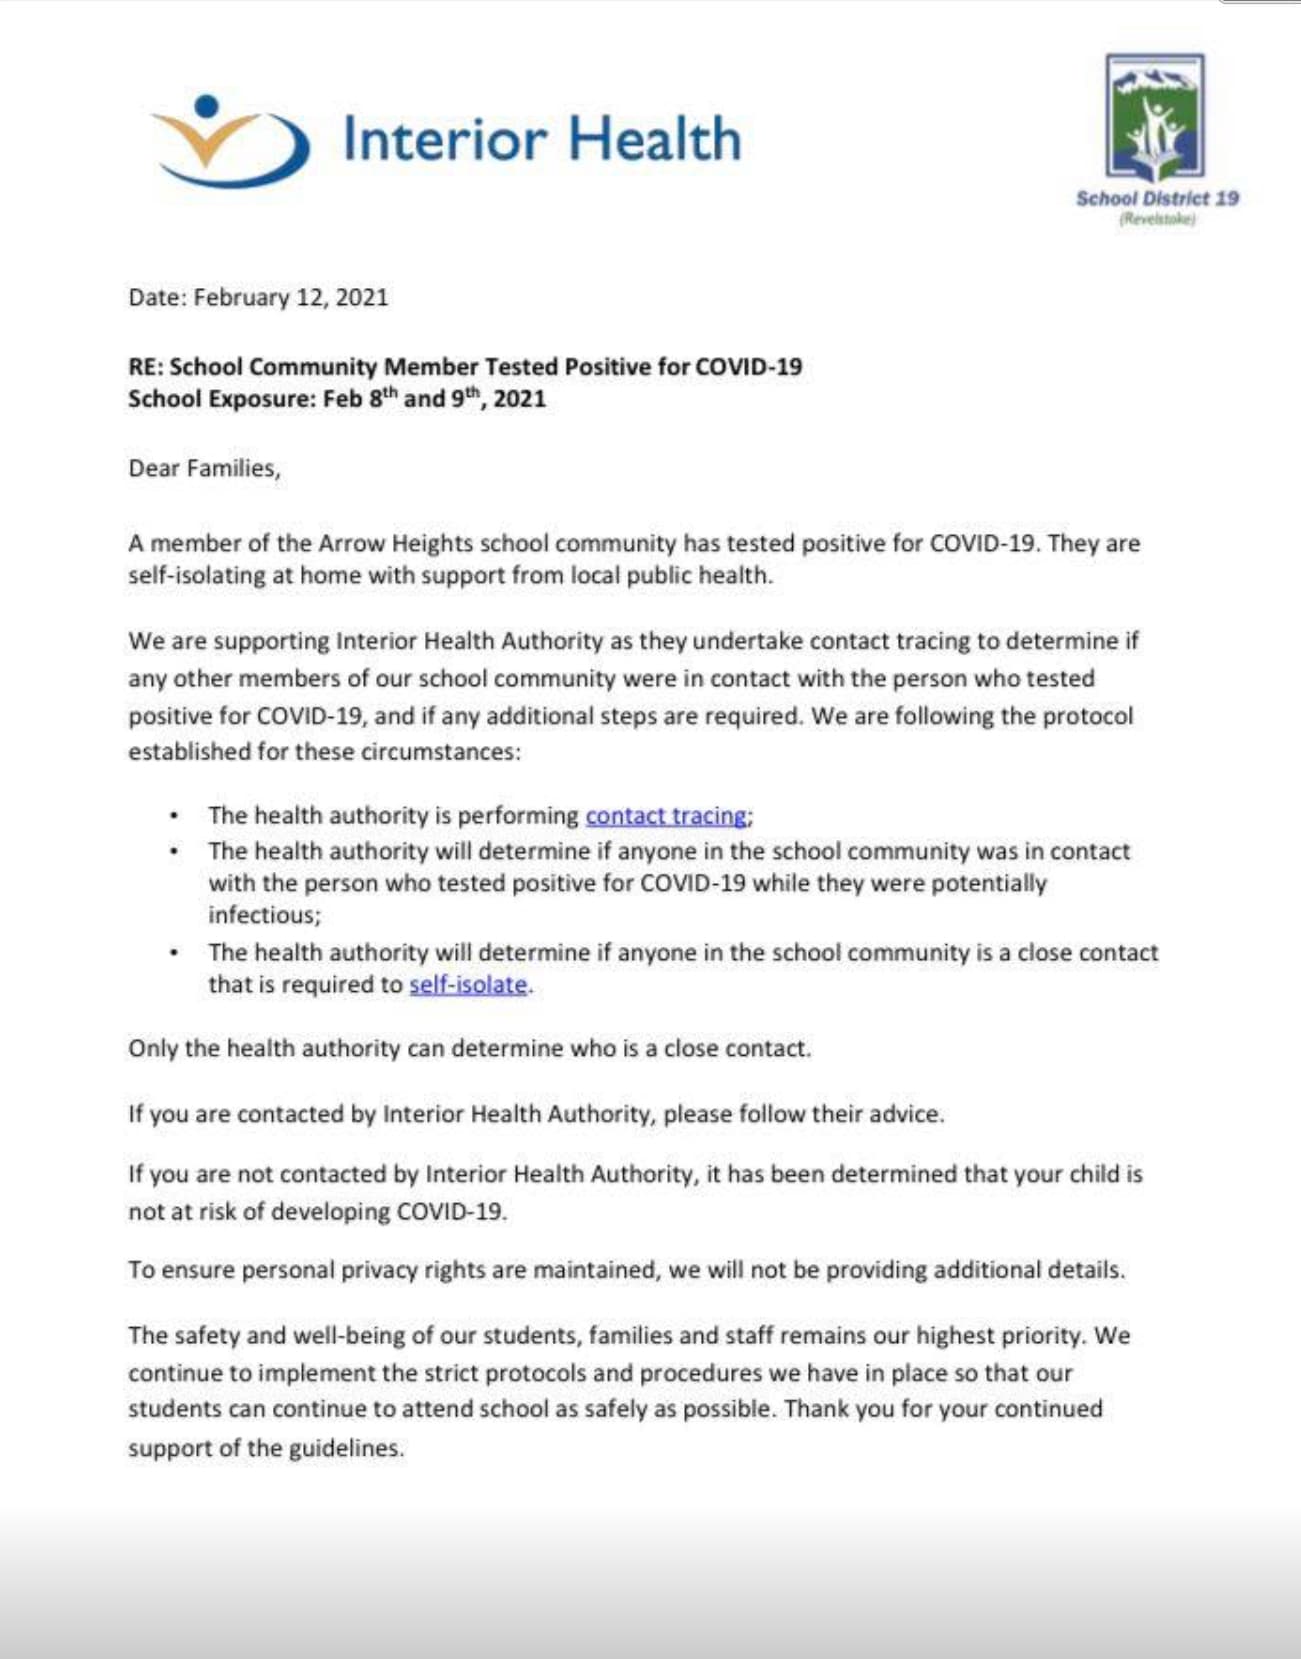 Interior Health
School District 19
(Revelstoke)
Date: February 12, 2021
RE: School Community Member Tested Positive for COVID-19
School Exposure: Feb 8th and 9th, 2021
Dear Families,
A member of the Arrow Heights school community has tested positive for COVID-19. They are
self-isolating at home with support from local public health.
We are supporting Interior Health Authority as they undertake contact tracing to determine if
any other members of our school community were in contact with the person who tested
positive for COVID-19, and if any additional steps are required. We are following the protocol
established for these circumstances:
• The health authority is performing contact tracing;
• The health authority will determine if anyone in the school community was in contact
with the person who tested positive for COVID-19 while they were potentially
infectious;
• The health authority will determine if anyone in the school community is a close contact
that is required to self-isolate.
Only the health authority can determine who is a close contact.
If you are contacted by Interior Health Authority, please follow their advice.
If you are not contacted by Interior Health Authority, it has been determined that your child is
not at risk of developing COVID-19.
To ensure personal privacy rights are maintained, we will not be providing additional details.
The safety and well-being of our students, families and staff remains our highest priority. We
continue to implement the strict protocols and procedures we have in place so that our
students can continue to attend school as safely as possible. Thank you for your continued
support of the guidelines.